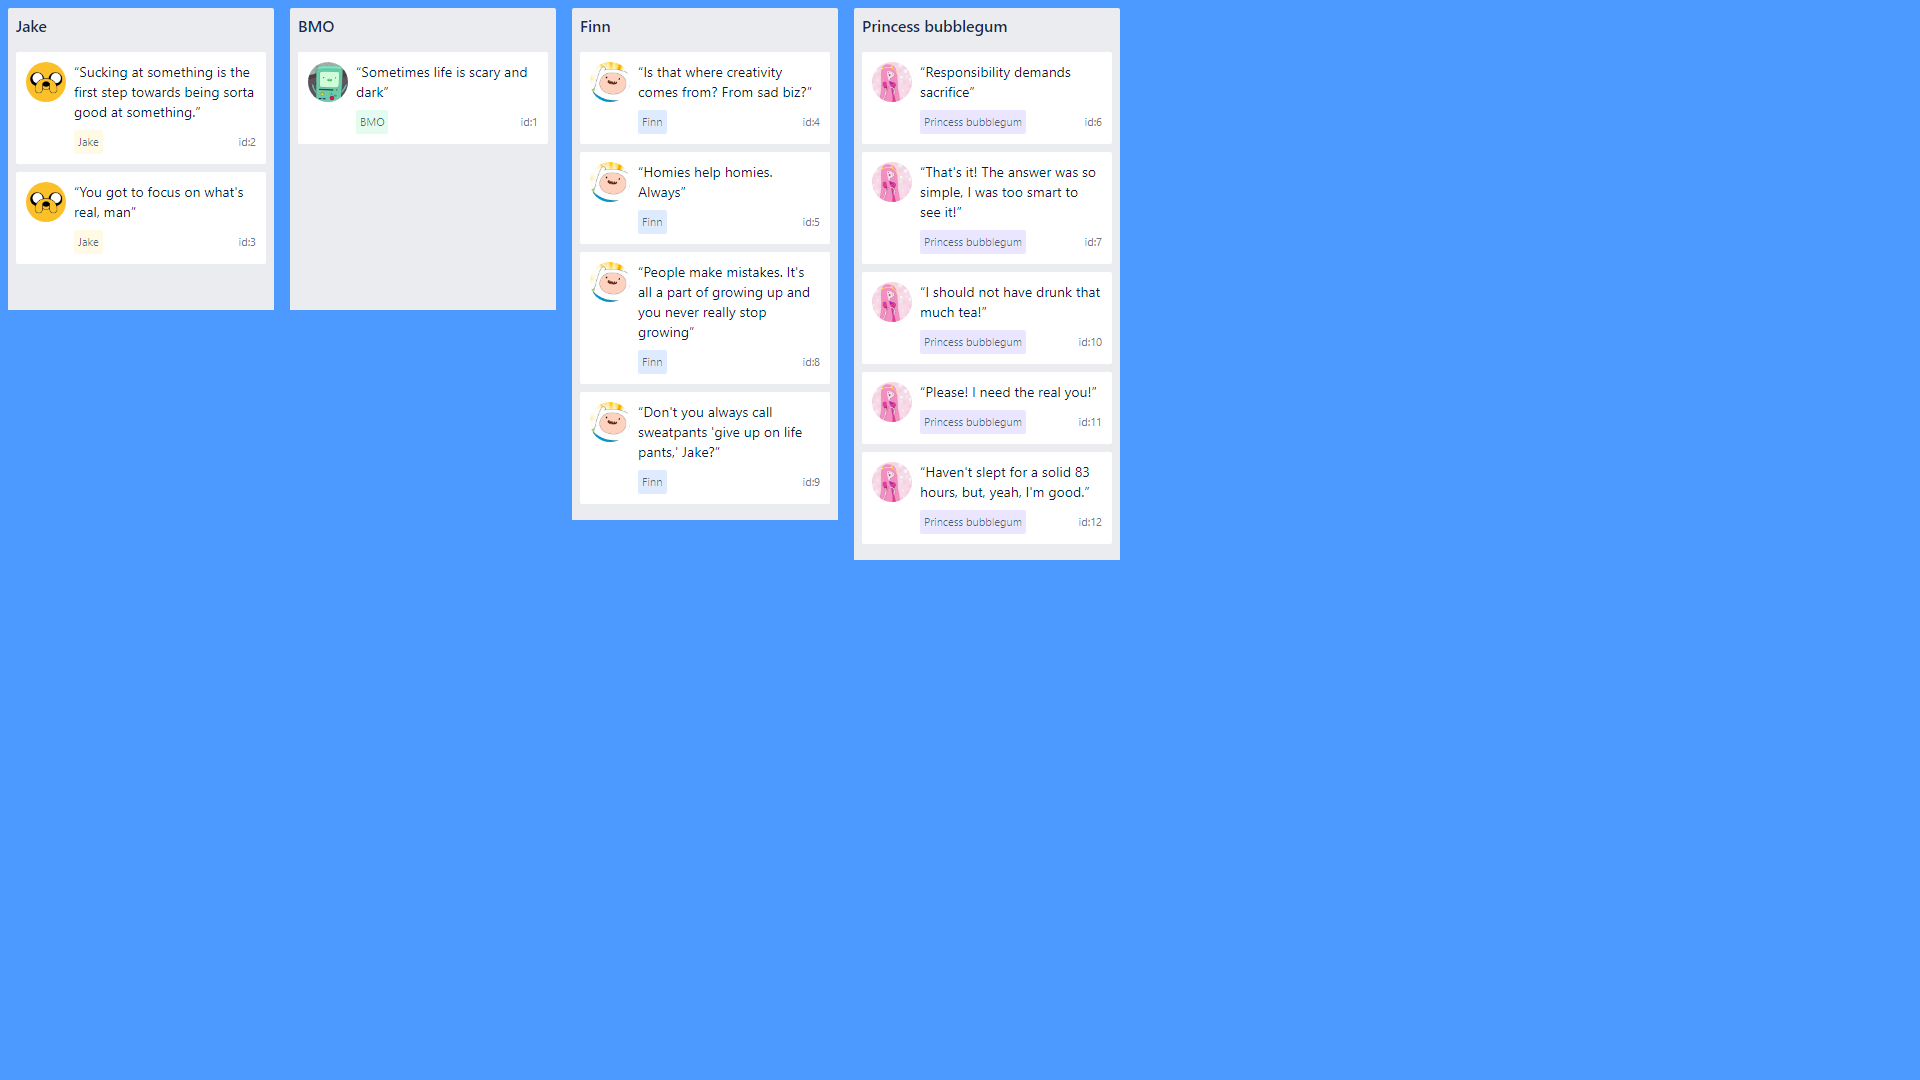 Jake
“Sucking at something is the
first step towards being sorta
good at something.”
Jake
id:2
“You got to focus on what's
real, man”
Jake
id:3
BMO
“Sometimes life is scary and
dark”
BMO
id:1
Finn
“Is that where creativity
comes from? From sad biz?”
Finn
id:4
“Homies help homies.
Always”
Finn
id:5
“People make mistakes. It's
all a part of growing up and
you never really stop
growing”
Finn
id:8
“Don't you always call
sweatpants 'give up on life
pants,' Jake?”
Finn
id:9
Princess bubblegum
“Responsibility demands
sacrifice”
Princess bubblegum
id:6
“That's it! The answer was so
simple, I was too smart to
see it!”
Princess bubblegum
id:7
“I should not have drunk that
much tea!”
Princess bubblegum
id:10
“Please! I need the real you!”
Princess bubblegum
id:11
“Haven't slept for a solid 83
hours, but, yeah, I'm good.”
Princess bubblegum
id:12